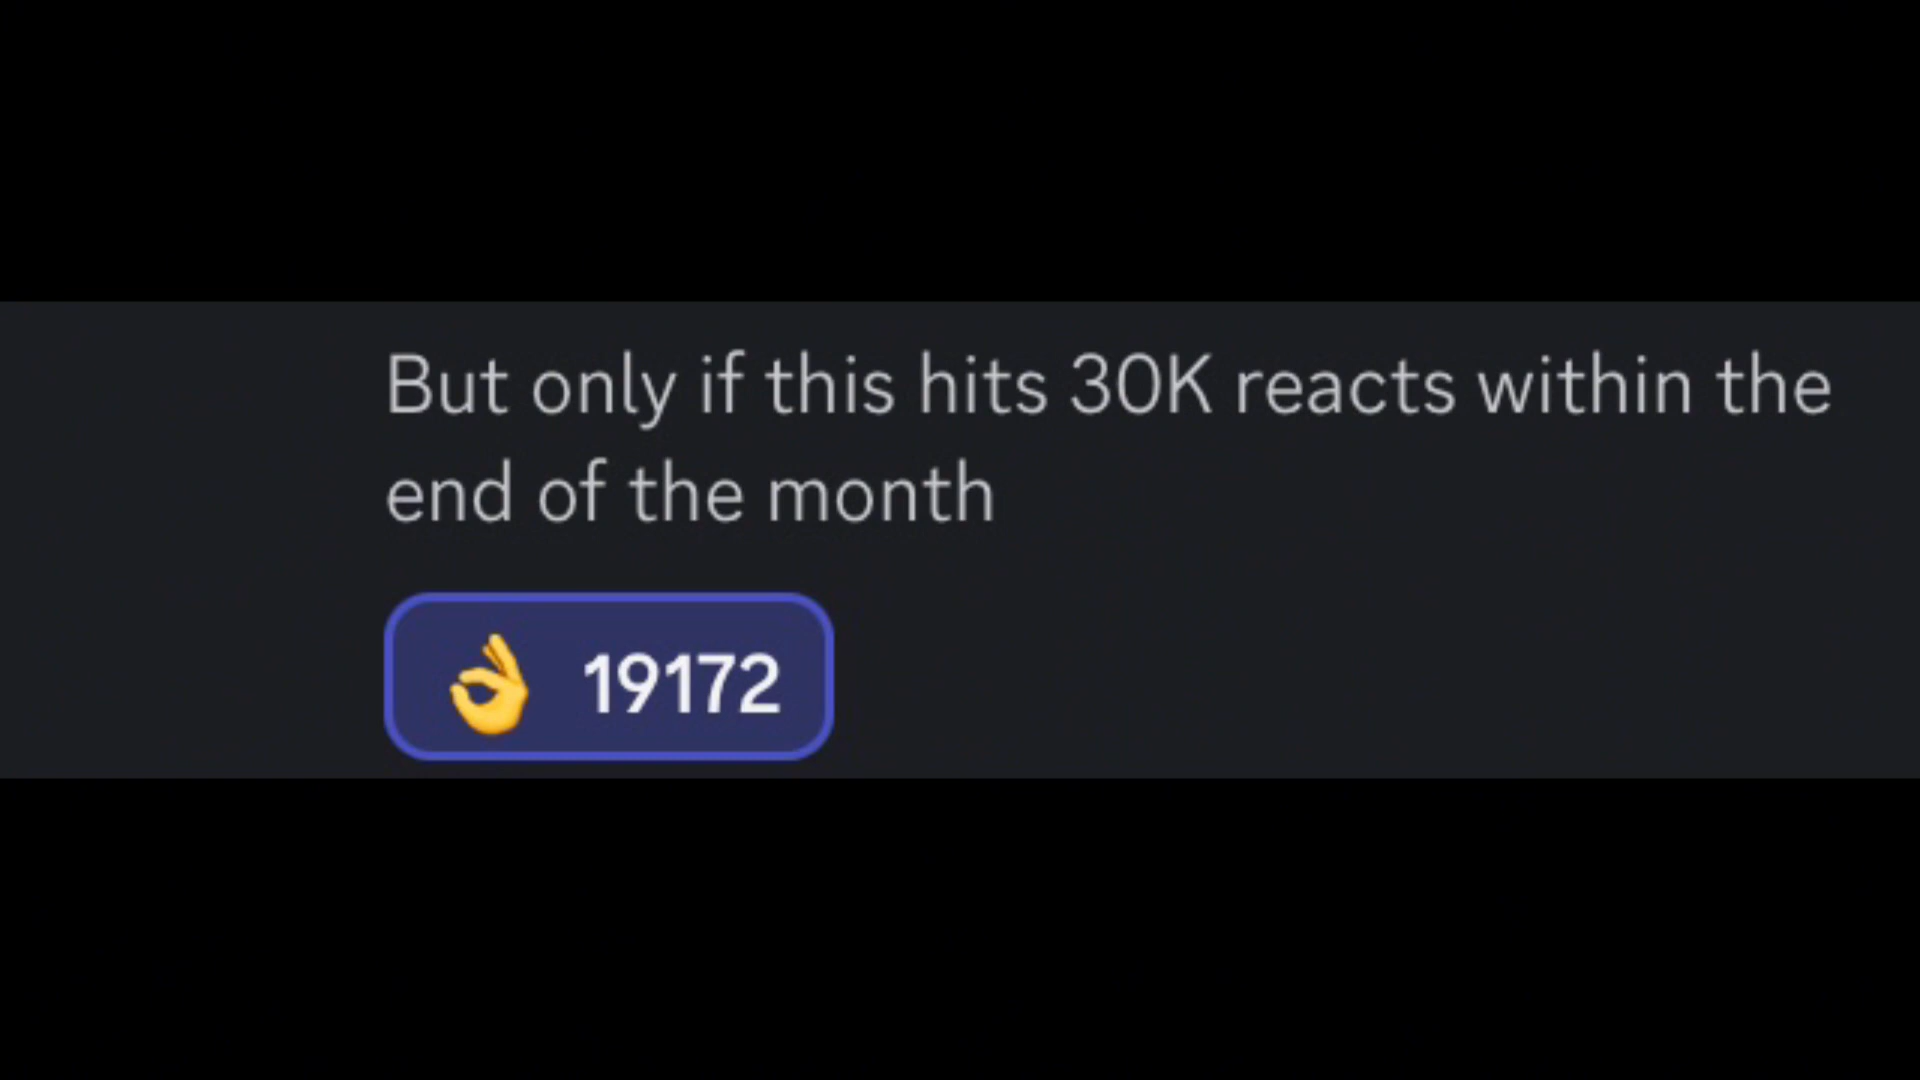 But only if this hits 30K reacts within the
end of the month
👌 19172